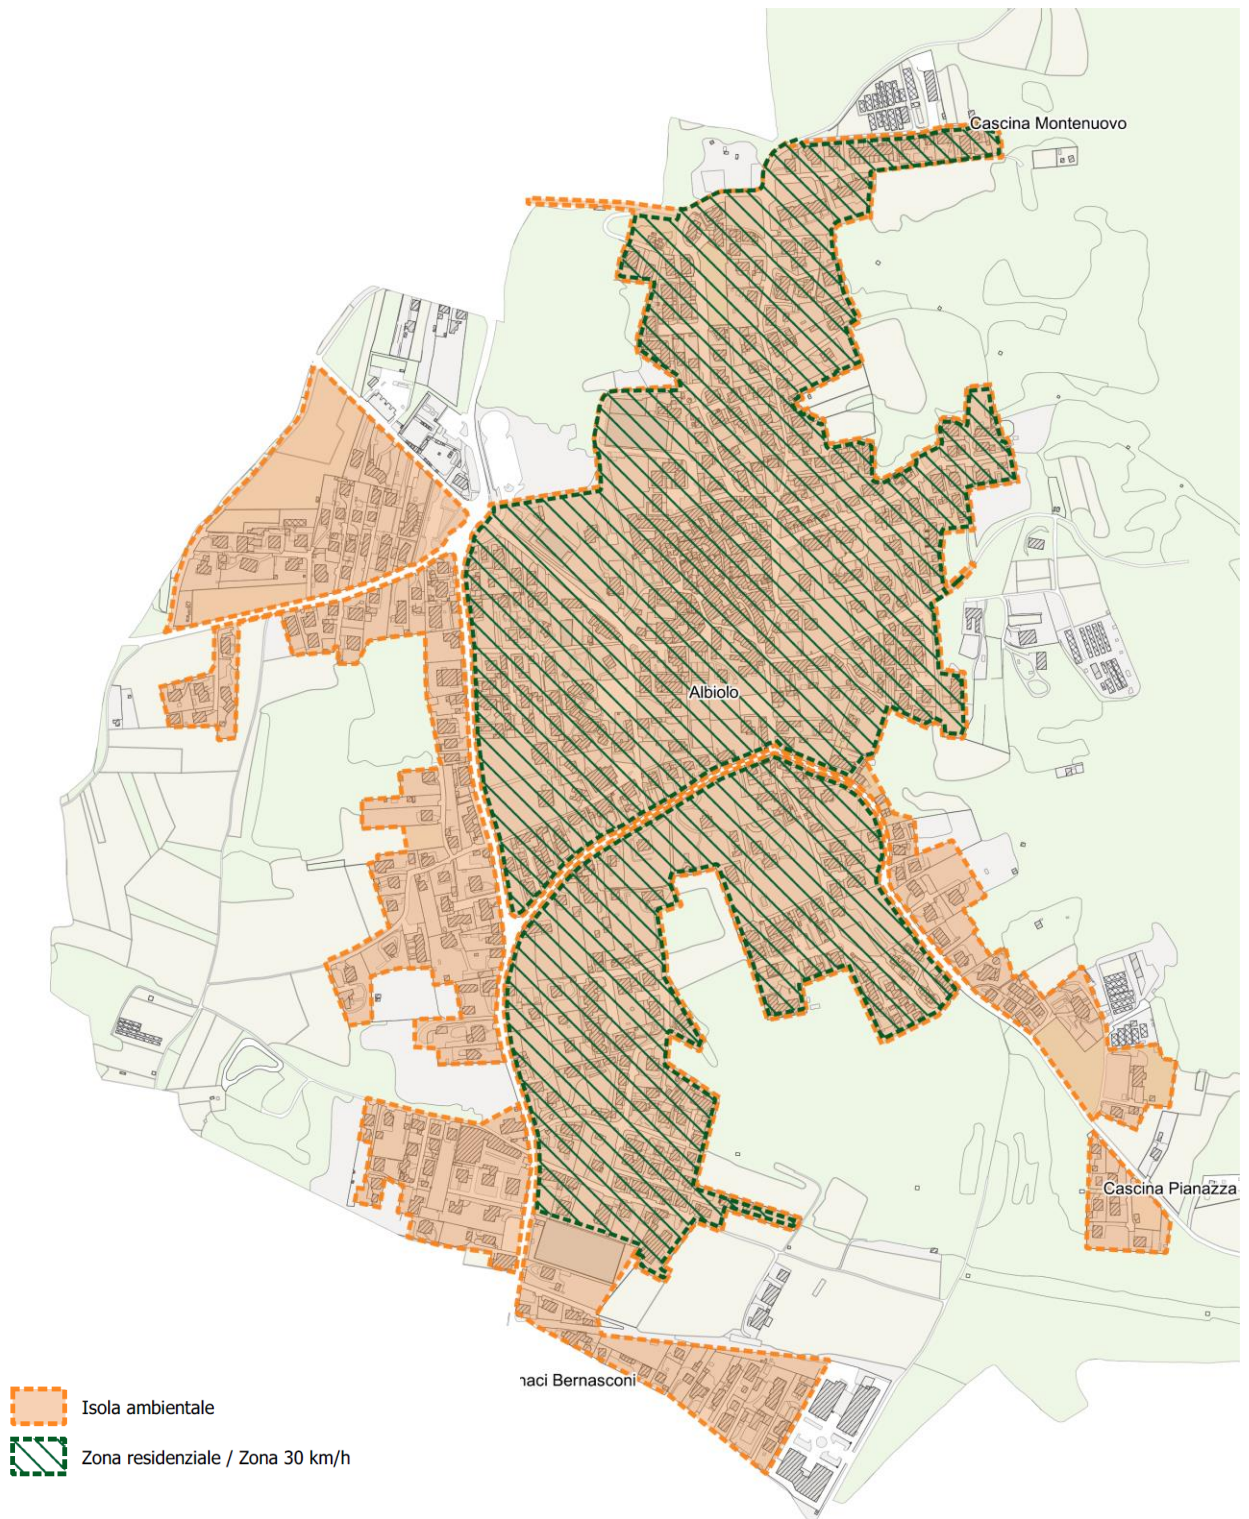 Cascina Montenuovo
Albiolo
Cascina Pianazza
naci Bernasconi
Isola ambientale
Zona residenziale / Zona 30 km/h